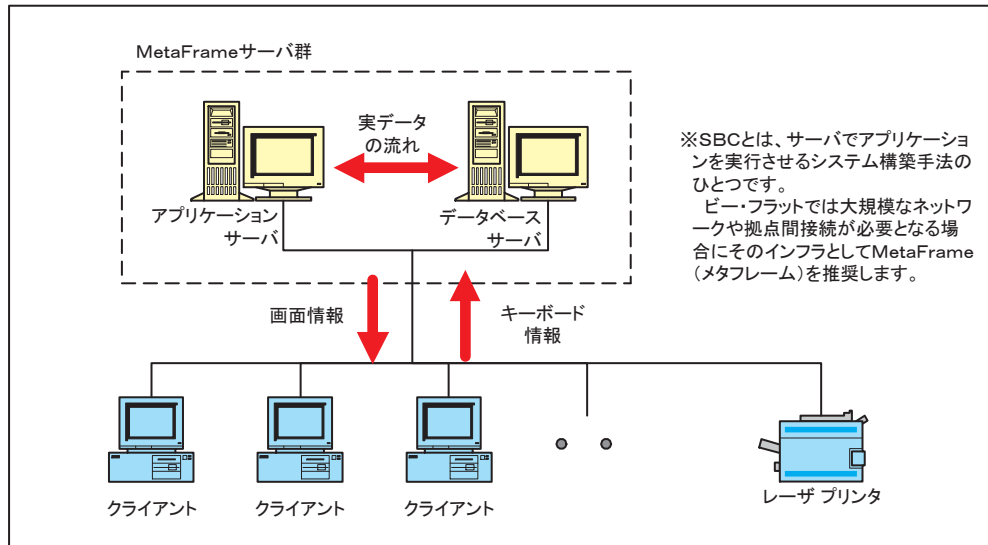 MetaFrameサーバ群
実データ
の流れ
アプリケーション
サーバ
データベース
サーバ
※SBCとは、サーバでアプリケーショ
ンを実行させるシステム構築手法の
ひとつです。
ビー・フラットでは大規模なネットワ
ークや拠点間接続が必要となる場
合にそのインフラとしてMetaFrame
（メタフレーム）を推奨します。
画面情報
キーボード
情報
クライアント
クライアント
クライアント
レーザ プリンタ